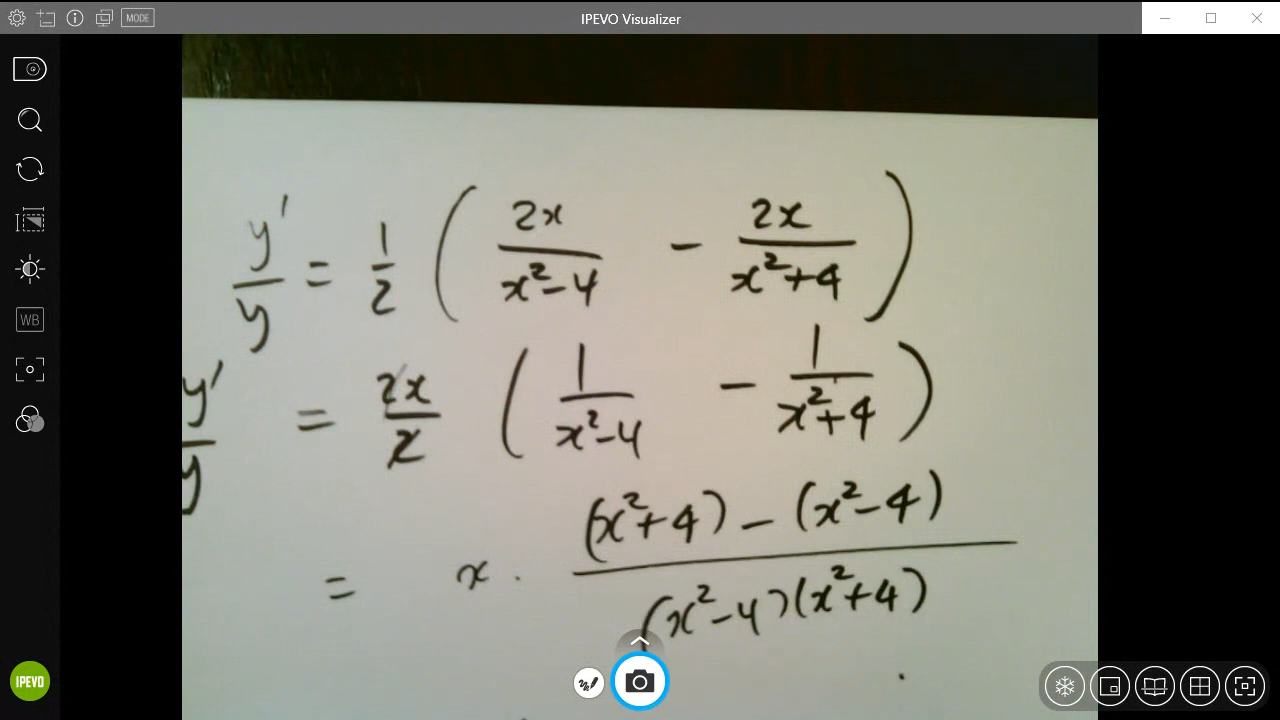 MODE
IPEVO Visualizer
WB
IPEVO
y'/y = 1/2 ( 2x/(x²-4) - 2x/(x²+4) )
y'/y = 2x/2 ( 1/(x²-4) - 1/(x²+4) )
= x · ((x²+4) - (x²-4))/((x²-4)(x²+4))